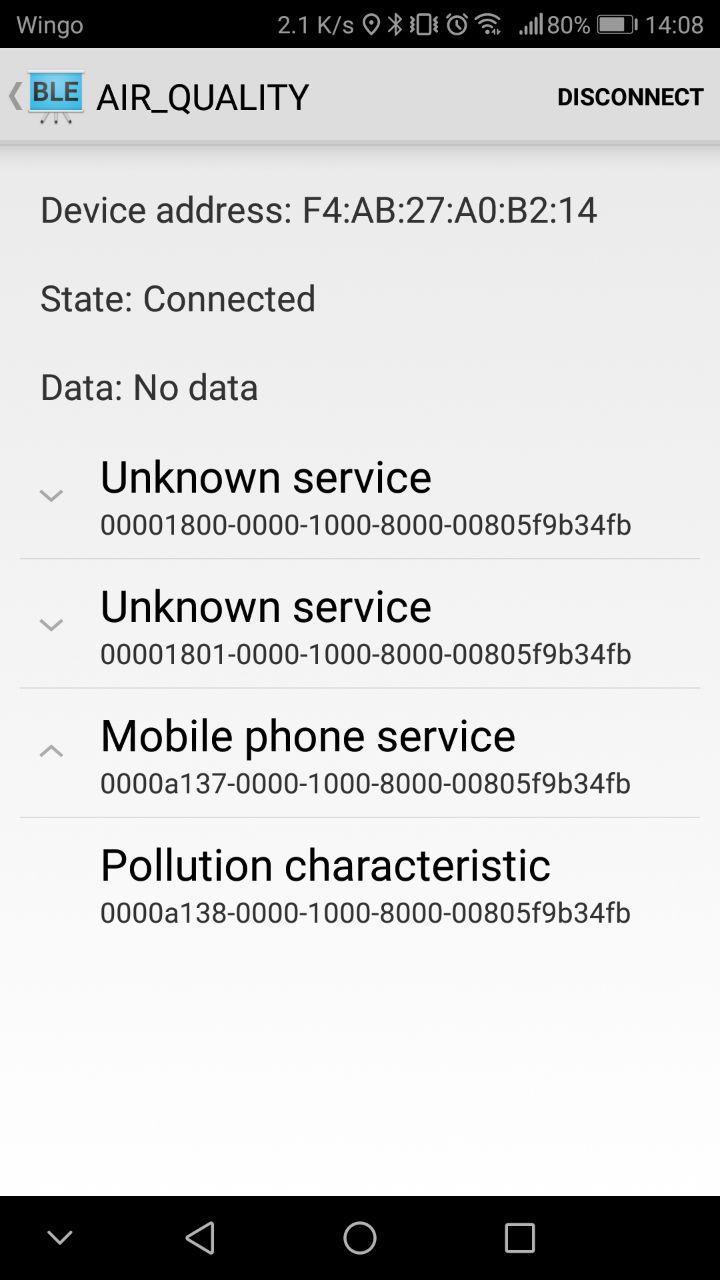 Wingo 2.1 K/s 80% 14:08
BLE AIR_QUALITY DISCONNECT
Device address: F4:AB:27:A0:B2:14
State: Connected
Data: No data
Unknown service
00001800-0000-1000-8000-00805f9b34fb
Unknown service
00001801-0000-1000-8000-00805f9b34fb
Mobile phone service
0000a137-0000-1000-8000-00805f9b34fb
Pollution characteristic
0000a138-0000-1000-8000-00805f9b34fb